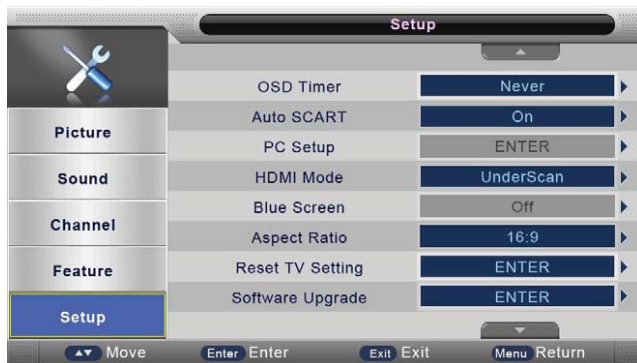 Setup
OSD Timer Never
Auto SCART On
PC Setup ENTER
HDMI Mode UnderScan
Blue Screen Off
Aspect Ratio 16:9
Reset TV Setting ENTER
Software Upgrade ENTER
Picture
Sound
Channel
Feature
Setup
Move Enter Enter Exit Exit Menu Return